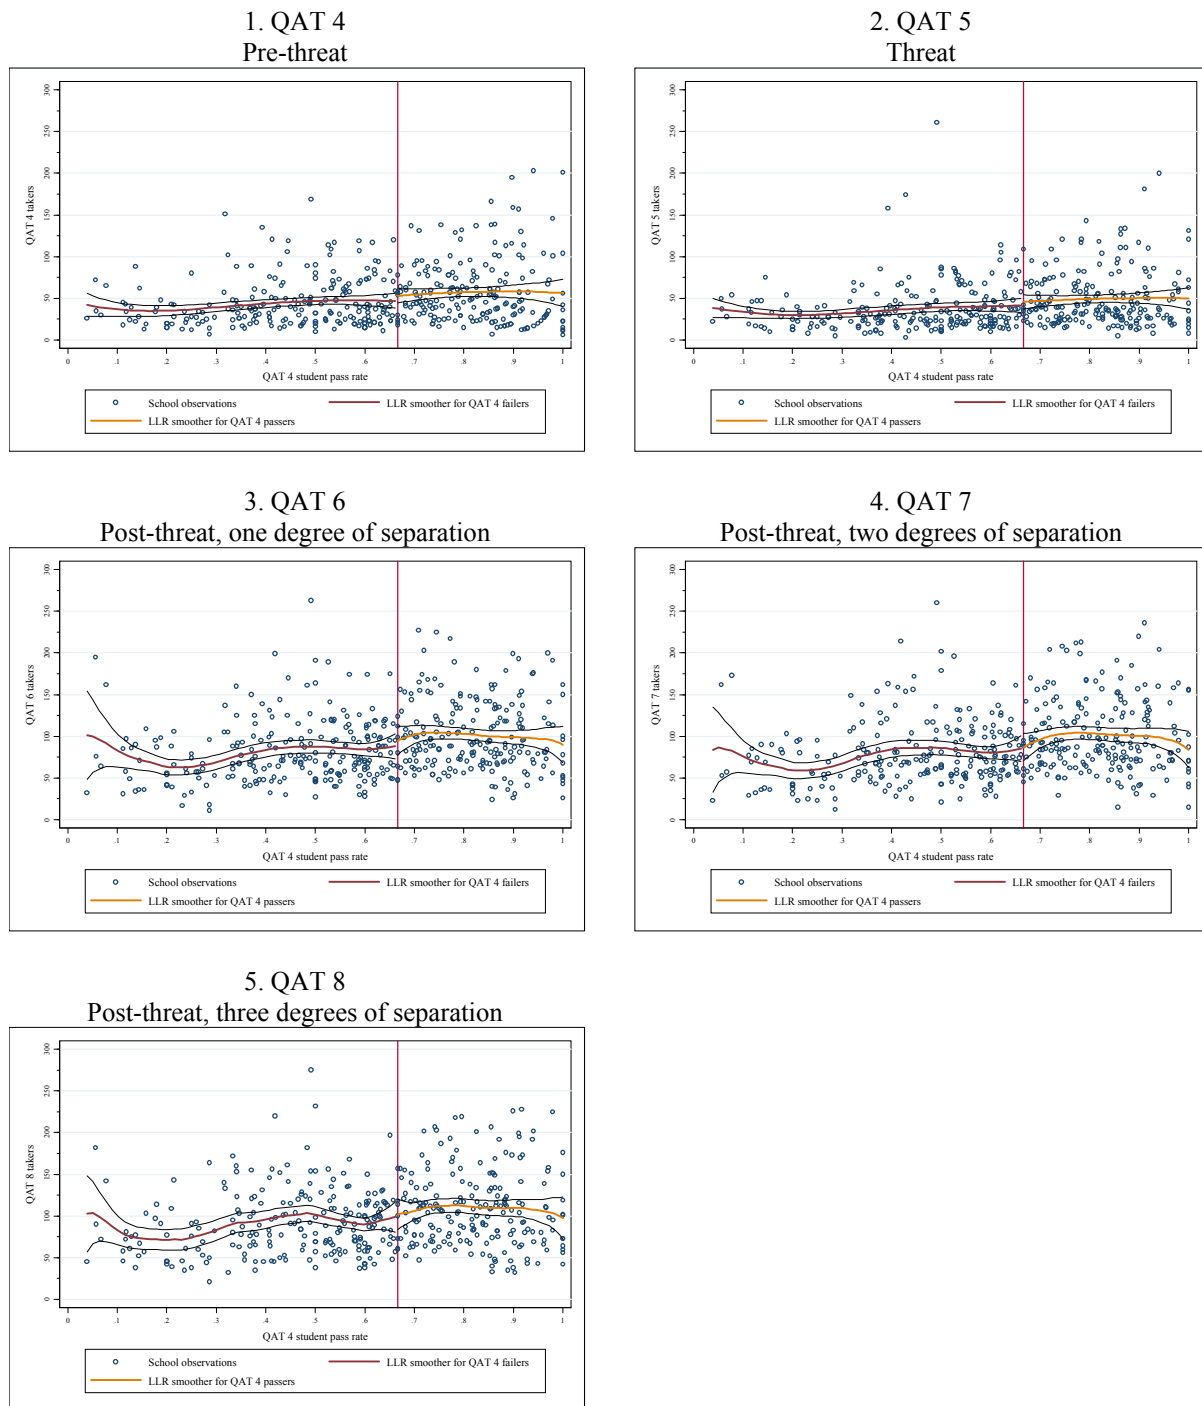 1. QAT 4
Pre-threat
QAT 4 takers
300
250
200
150
100
50
0
0 .1 .2 .3 .4 .5 .6 .7 .8 .9 1
QAT 4 student pass rate
School observations LLR smoother for QAT 4 failers
LLR smoother for QAT 4 passers
2. QAT 5
Threat
QAT 5 takers
300
250
200
150
100
50
0
0 .1 .2 .3 .4 .5 .6 .7 .8 .9 1
QAT 4 student pass rate
School observations LLR smoother for QAT 4 failers
LLR smoother for QAT 4 passers
3. QAT 6
Post-threat, one degree of separation
QAT 6 takers
300
250
200
150
100
50
0
0 .1 .2 .3 .4 .5 .6 .7 .8 .9 1
QAT 4 student pass rate
School observations LLR smoother for QAT 4 failers
LLR smoother for QAT 4 passers
4. QAT 7
Post-threat, two degrees of separation
QAT 7 takers
300
250
200
150
100
50
0
0 .1 .2 .3 .4 .5 .6 .7 .8 .9 1
QAT 4 student pass rate
School observations LLR smoother for QAT 4 failers
LLR smoother for QAT 4 passers
5. QAT 8
Post-threat, three degrees of separation
QAT 8 takers
300
250
200
150
100
50
0
0 .1 .2 .3 .4 .5 .6 .7 .8 .9 1
QAT 4 student pass rate
School observations LLR smoother for QAT 4 failers
LLR smoother for QAT 4 passers